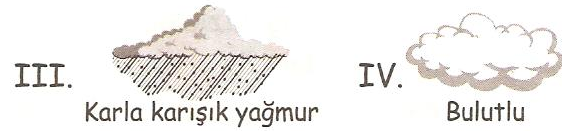 III.
Karla karışık yağmur
IV.
Bulutlu